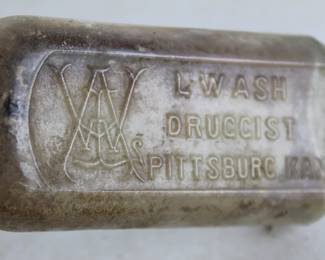 L WASH
DRUGGIST
PITTSBURG, KAN